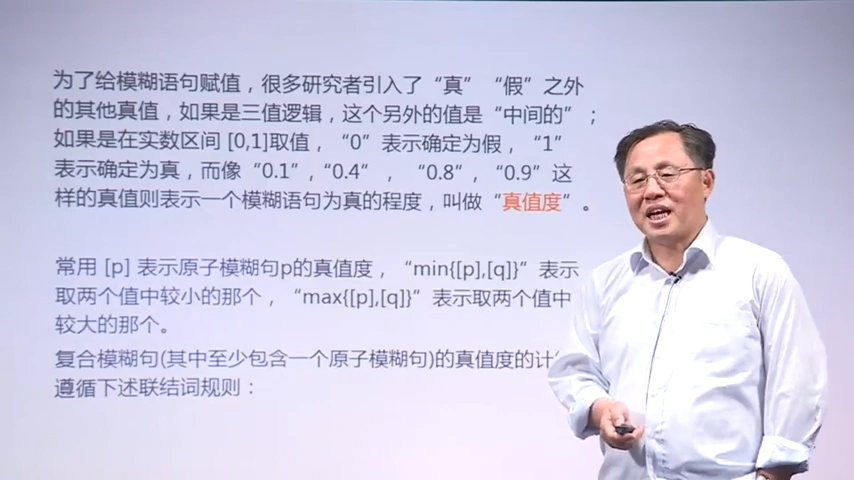 为了给模糊语句赋值，很多研究者引入了“真”“假”之外
的其他真值，如果是三值逻辑，这个另外的值是“中间的”；
如果是在实数区间 [0,1]取值，“0”表示确定为假，“1”
表示确定为真，而像“0.1”,“0.4”，“0.8”,“0.9”这
样的真值则表示一个模糊语句为真的程度，叫做“真值度”。
常用 [p] 表示原子模糊句p的真值度，“min{[p],[q]}”表示
取两个值中较小的那个，“max{[p],[q]}”表示取两个值中
较大的那个。
复合模糊句(其中至少包含一个原子模糊句)的真值度的计
遵循下述联结词规则：